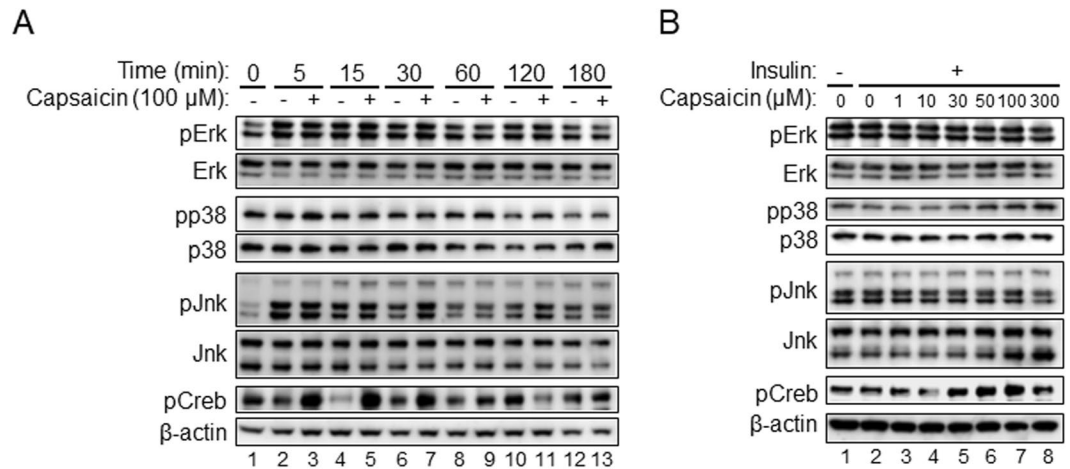 A
Time (min): 0 5 15 30 60 120 180
Capsaicin (100 µM): - - + - + - + - + - + - +
pErk
Erk
pp38
p38
pJnk
Jnk
pCreb
β-actin
1 2 3 4 5 6 7 8 9 10 11 12 13
B
Insulin: - +
Capsaicin (µM): 0 0 1 10 30 50 100 300
pErk
Erk
pp38
p38
pJnk
Jnk
pCreb
β-actin
1 2 3 4 5 6 7 8